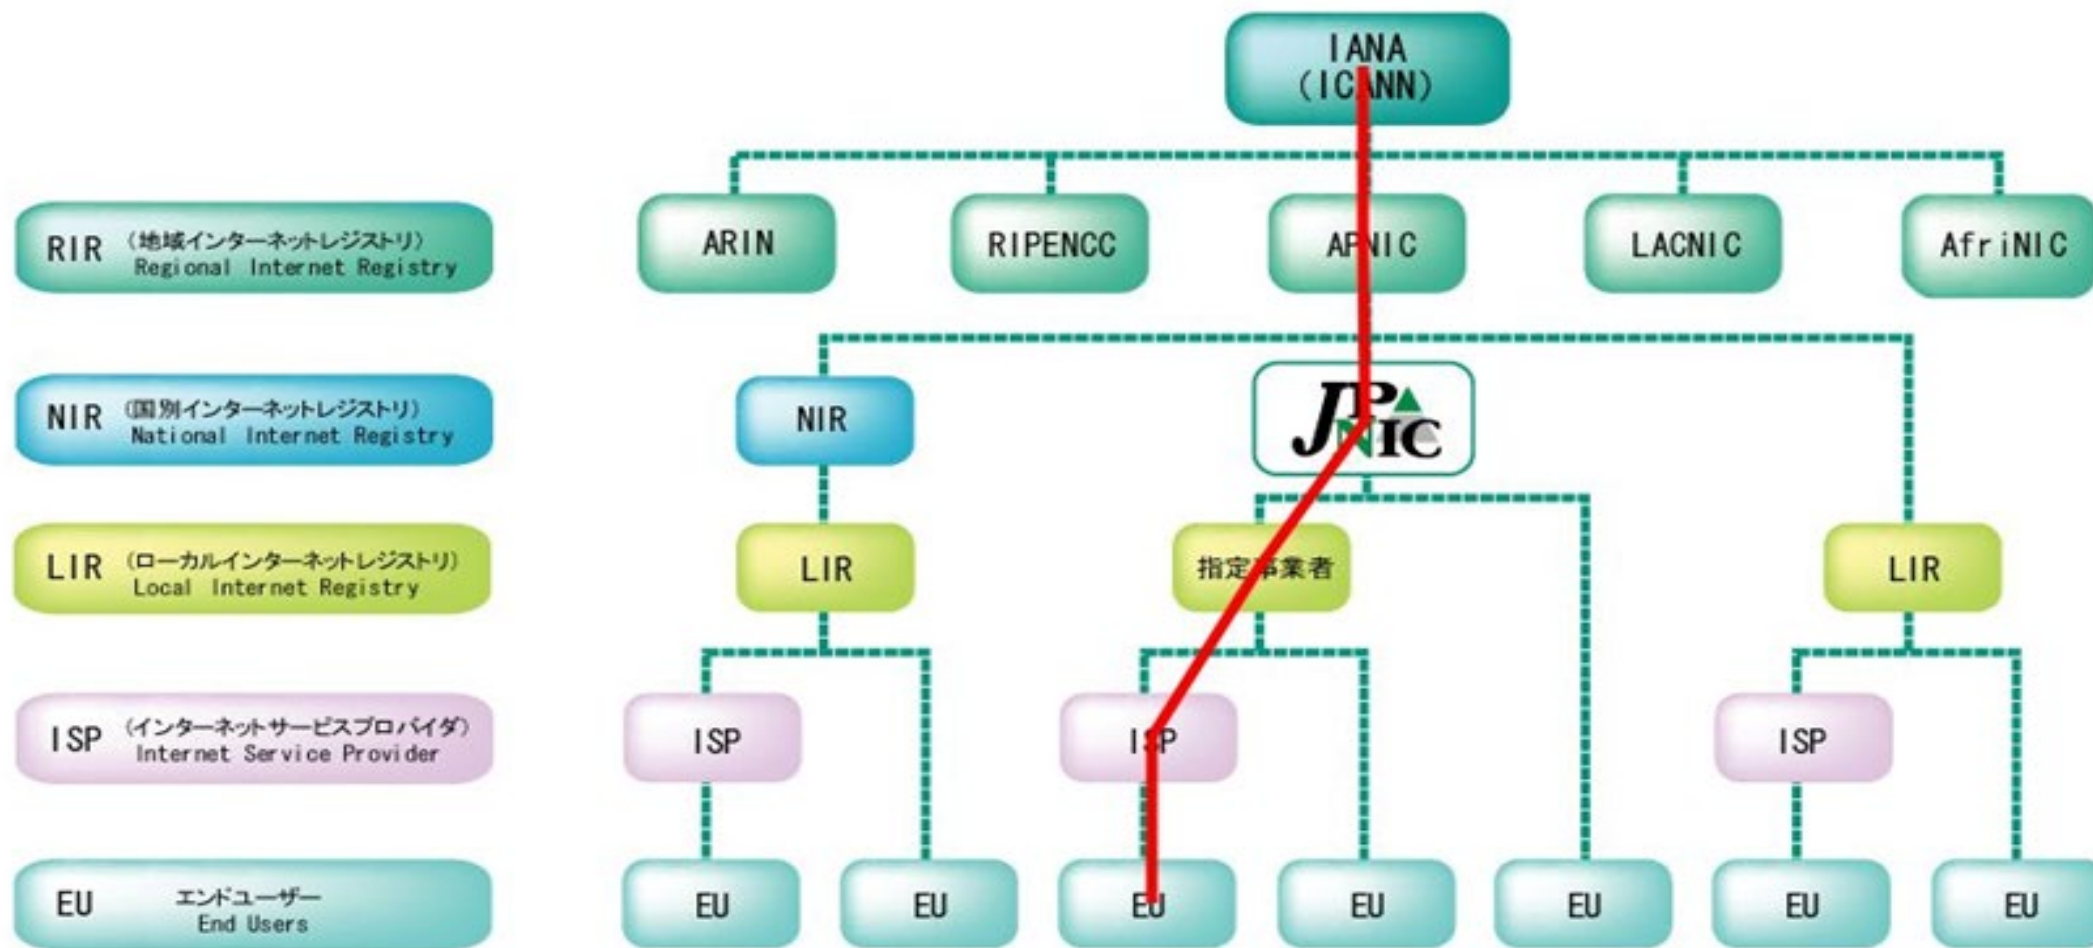 IANA
(ICANN)
RIR (地域インターネットレジストリ)
Regional Internet Registry
ARIN
RIPENCC
APNIC
LACNIC
AfriNIC
NIR (国別インターネットレジストリ)
National Internet Registry
NIR
JPNIC
LIR (ローカルインターネットレジストリ)
Local Internet Registry
LIR
指定事業者
LIR
ISP (インターネットサービスプロバイダ)
Internet Service Provider
ISP
ISP
ISP
EU エンドユーザー
End Users
EU
EU
EU
EU
EU
EU
EU